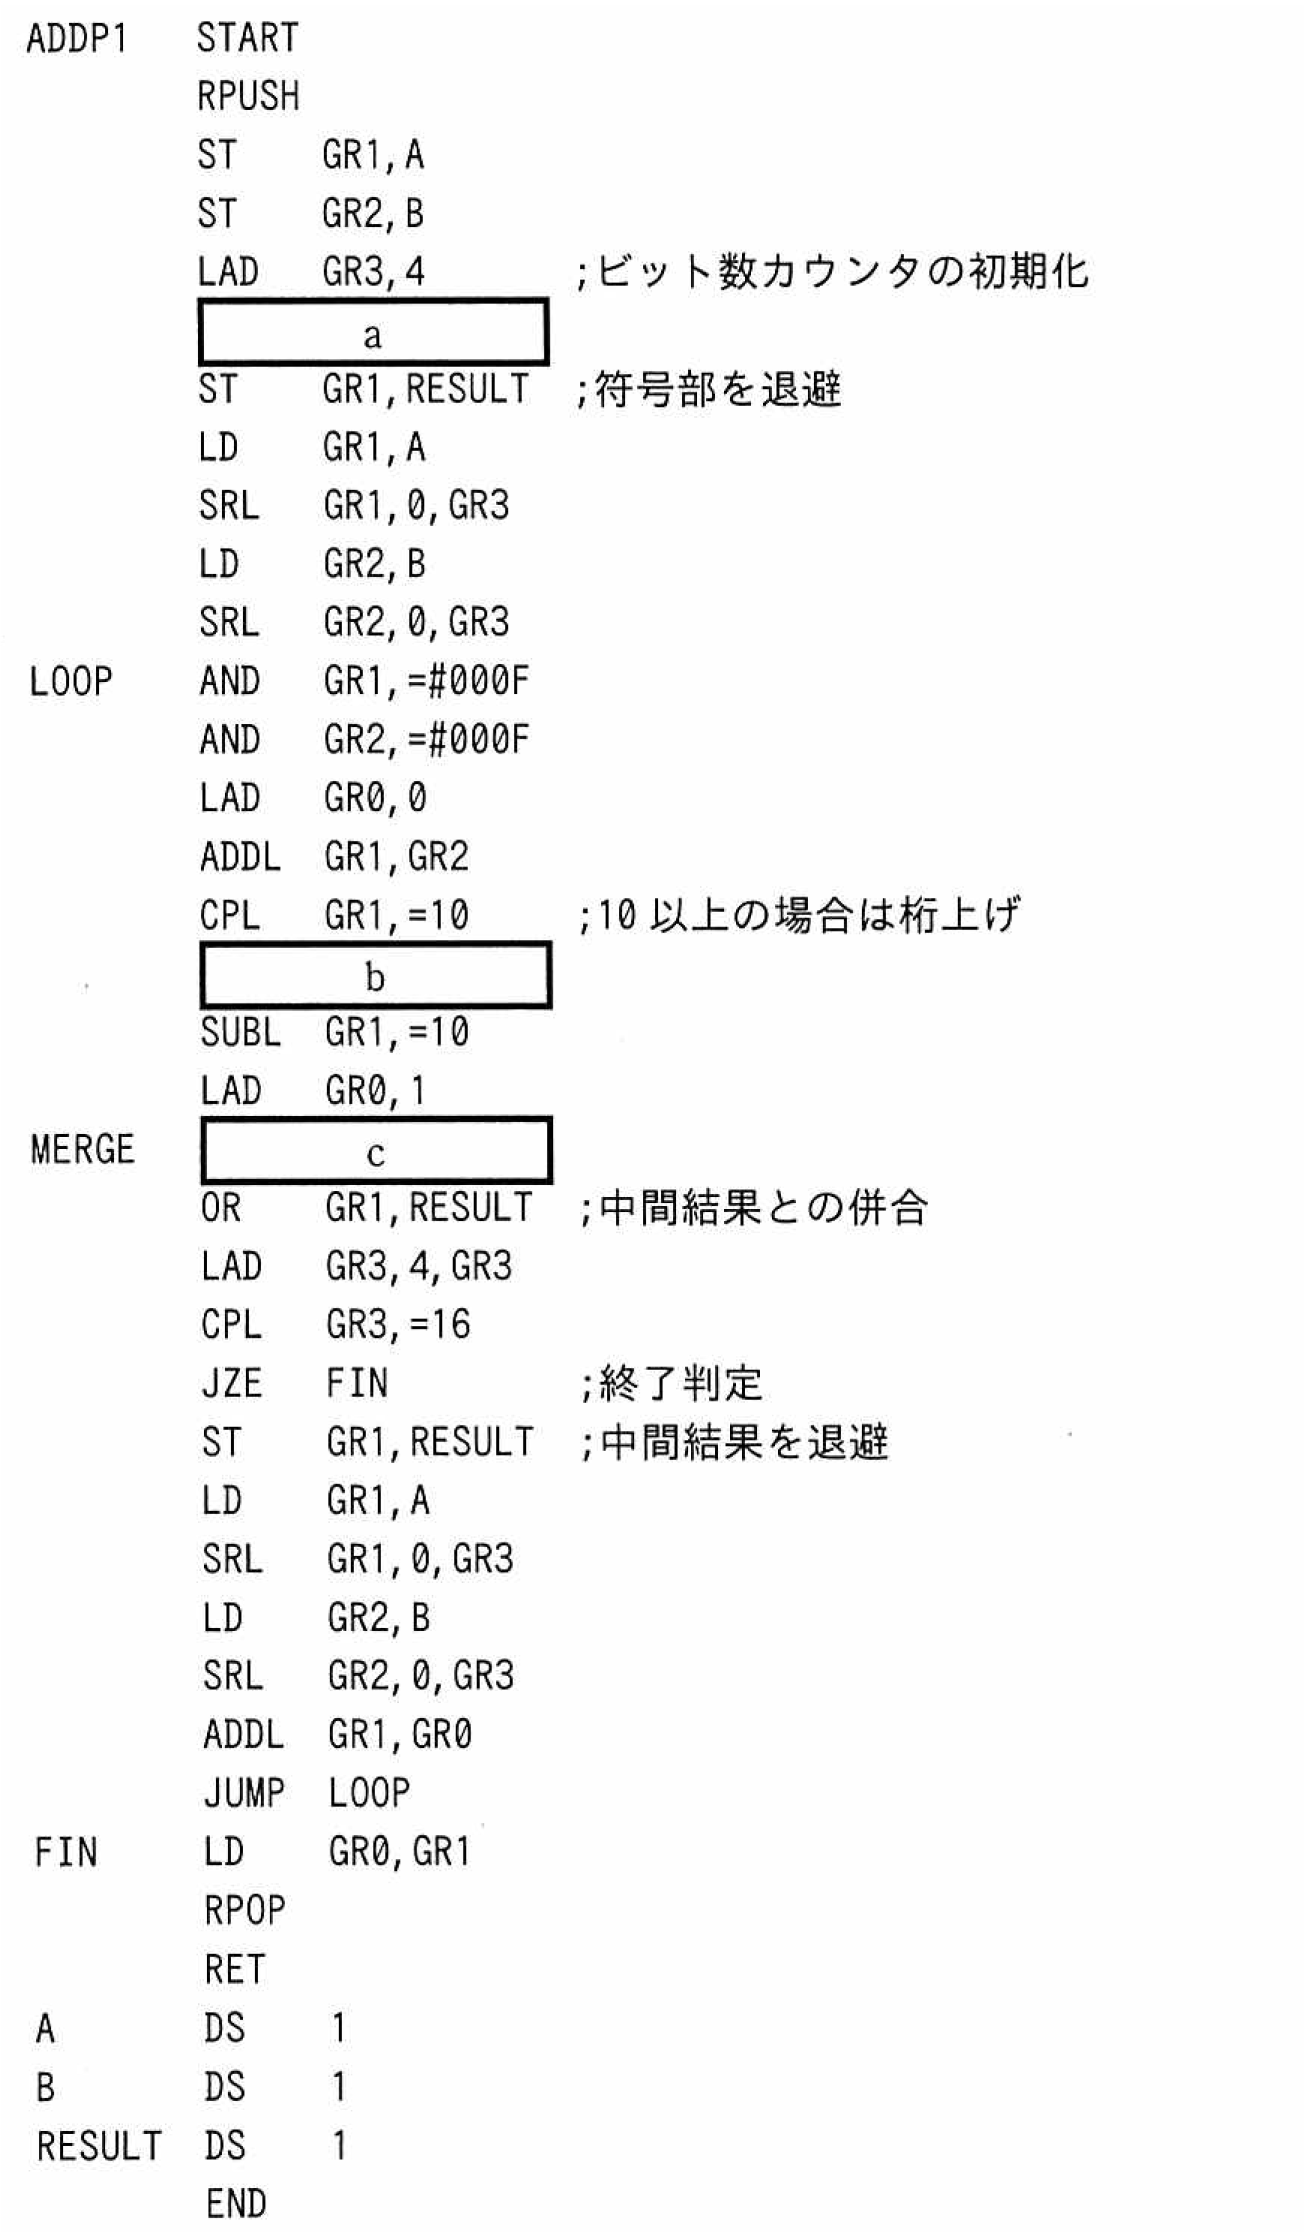 ADDP1 START
RPUSH
ST GR1,A
ST GR2,B
LAD GR3,4 ;ビット数カウンタの初期化
a
ST GR1,RESULT ;符号部を退避
LD GR1,A
SRL GR1,0,GR3
LD GR2,B
SRL GR2,0,GR3
LOOP AND GR1,=#000F
AND GR2,=#000F
LAD GR0,0
ADDL GR1,GR2
CPL GR1,=10 ;10以上の場合は桁上げ
b
SUBL GR1,=10
LAD GR0,1
MERGE c
OR GR1,RESULT ;中間結果との併合
LAD GR3,4,GR3
CPL GR3,=16
JZE FIN ;終了判定
ST GR1,RESULT ;中間結果を退避
LD GR1,A
SRL GR1,0,GR3
LD GR2,B
SRL GR2,0,GR3
ADDL GR1,GR0
JUMP LOOP
FIN LD GR0,GR1
RPOP
RET
A DS 1
B DS 1
RESULT DS 1
END